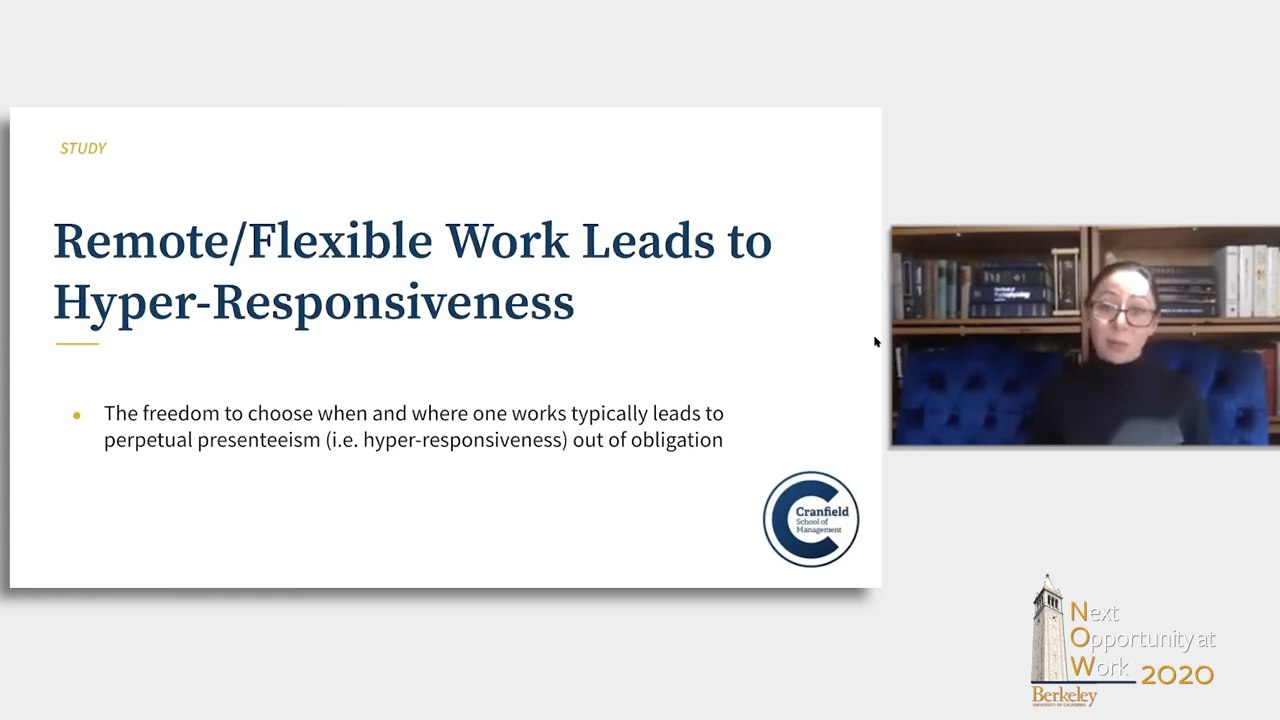 STUDY
Remote/Flexible Work Leads to
Hyper-Responsiveness
The freedom to choose when and where one works typically leads to
perpetual presenteeism (i.e. hyper-responsiveness) out of obligation
Cranfield
School of
Management
Next
Opportunity at
Work 2020
Berkeley
UNIVERSITY OF CALIFORNIA